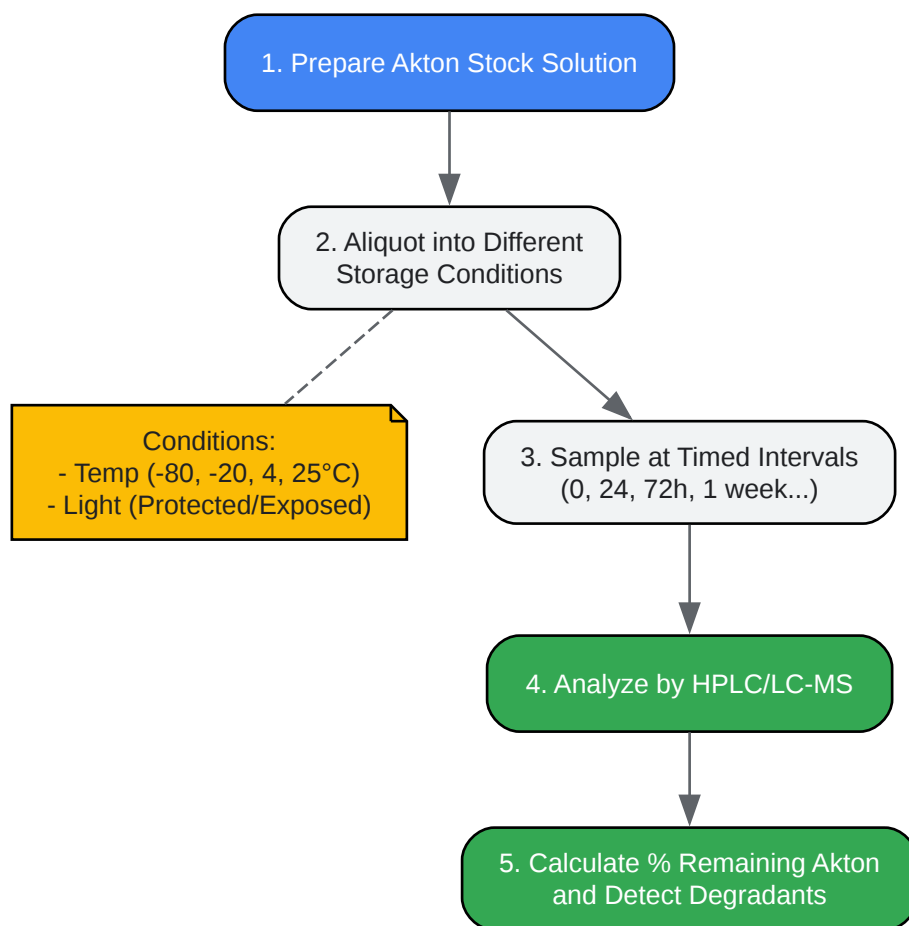 1. Prepare Akton Stock Solution
2. Aliquot into Different
Storage Conditions
Conditions:
- Temp (-80, -20, 4, 25°C)
- Light (Protected/Exposed)
3. Sample at Timed Intervals
(0, 24, 72h, 1 week...)
4. Analyze by HPLC/LC-MS
5. Calculate % Remaining Akton
and Detect Degradants